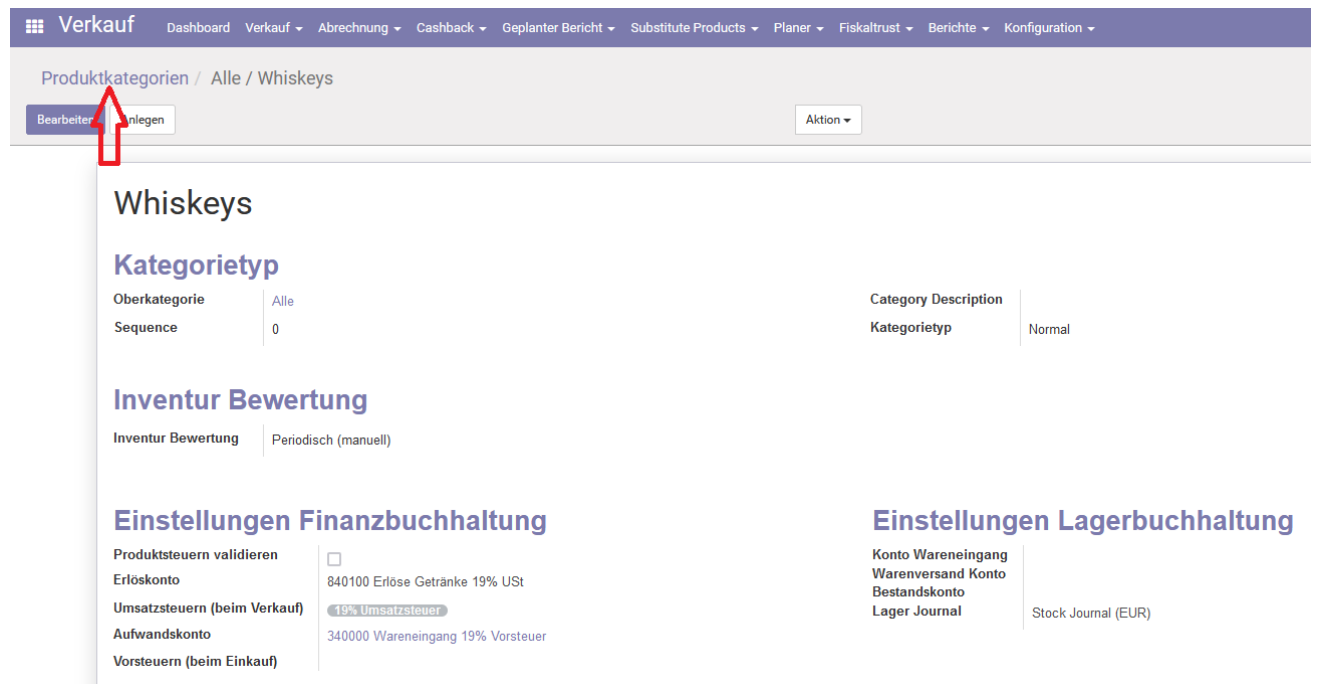 Verkauf Dashboard Verkauf Abrechnung Cashback Geplanter Bericht Substitute Products Planer Fiskaltrust Berichte Konfiguration
Produktkategorien / Alle / Whiskeys
Bearbeiten Anlegen Aktion
Whiskeys
Kategorietyp
Oberkategorie Alle Category Description
Sequence 0 Kategorietyp Normal
Inventur Bewertung
Inventur Bewertung Periodisch (manuell)
Einstellungen Finanzbuchhaltung Einstellungen Lagerbuchhaltung
Produktsteuern validieren Konto Wareneingang
Erlöskonto 840100 Erlöse Getränke 19% USt Warenversand Konto
Bestandskonto
Umsatzsteuern (beim Verkauf) 19% Umsatzsteuer Lager Journal Stock Journal (EUR)
Aufwandskonto 340000 Wareneingang 19% Vorsteuer
Vorsteuern (beim Einkauf)